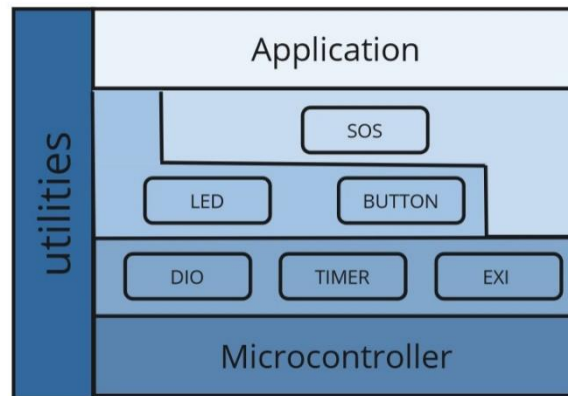 utilities
Application
SOS
LED
BUTTON
DIO
TIMER
EXI
Microcontroller